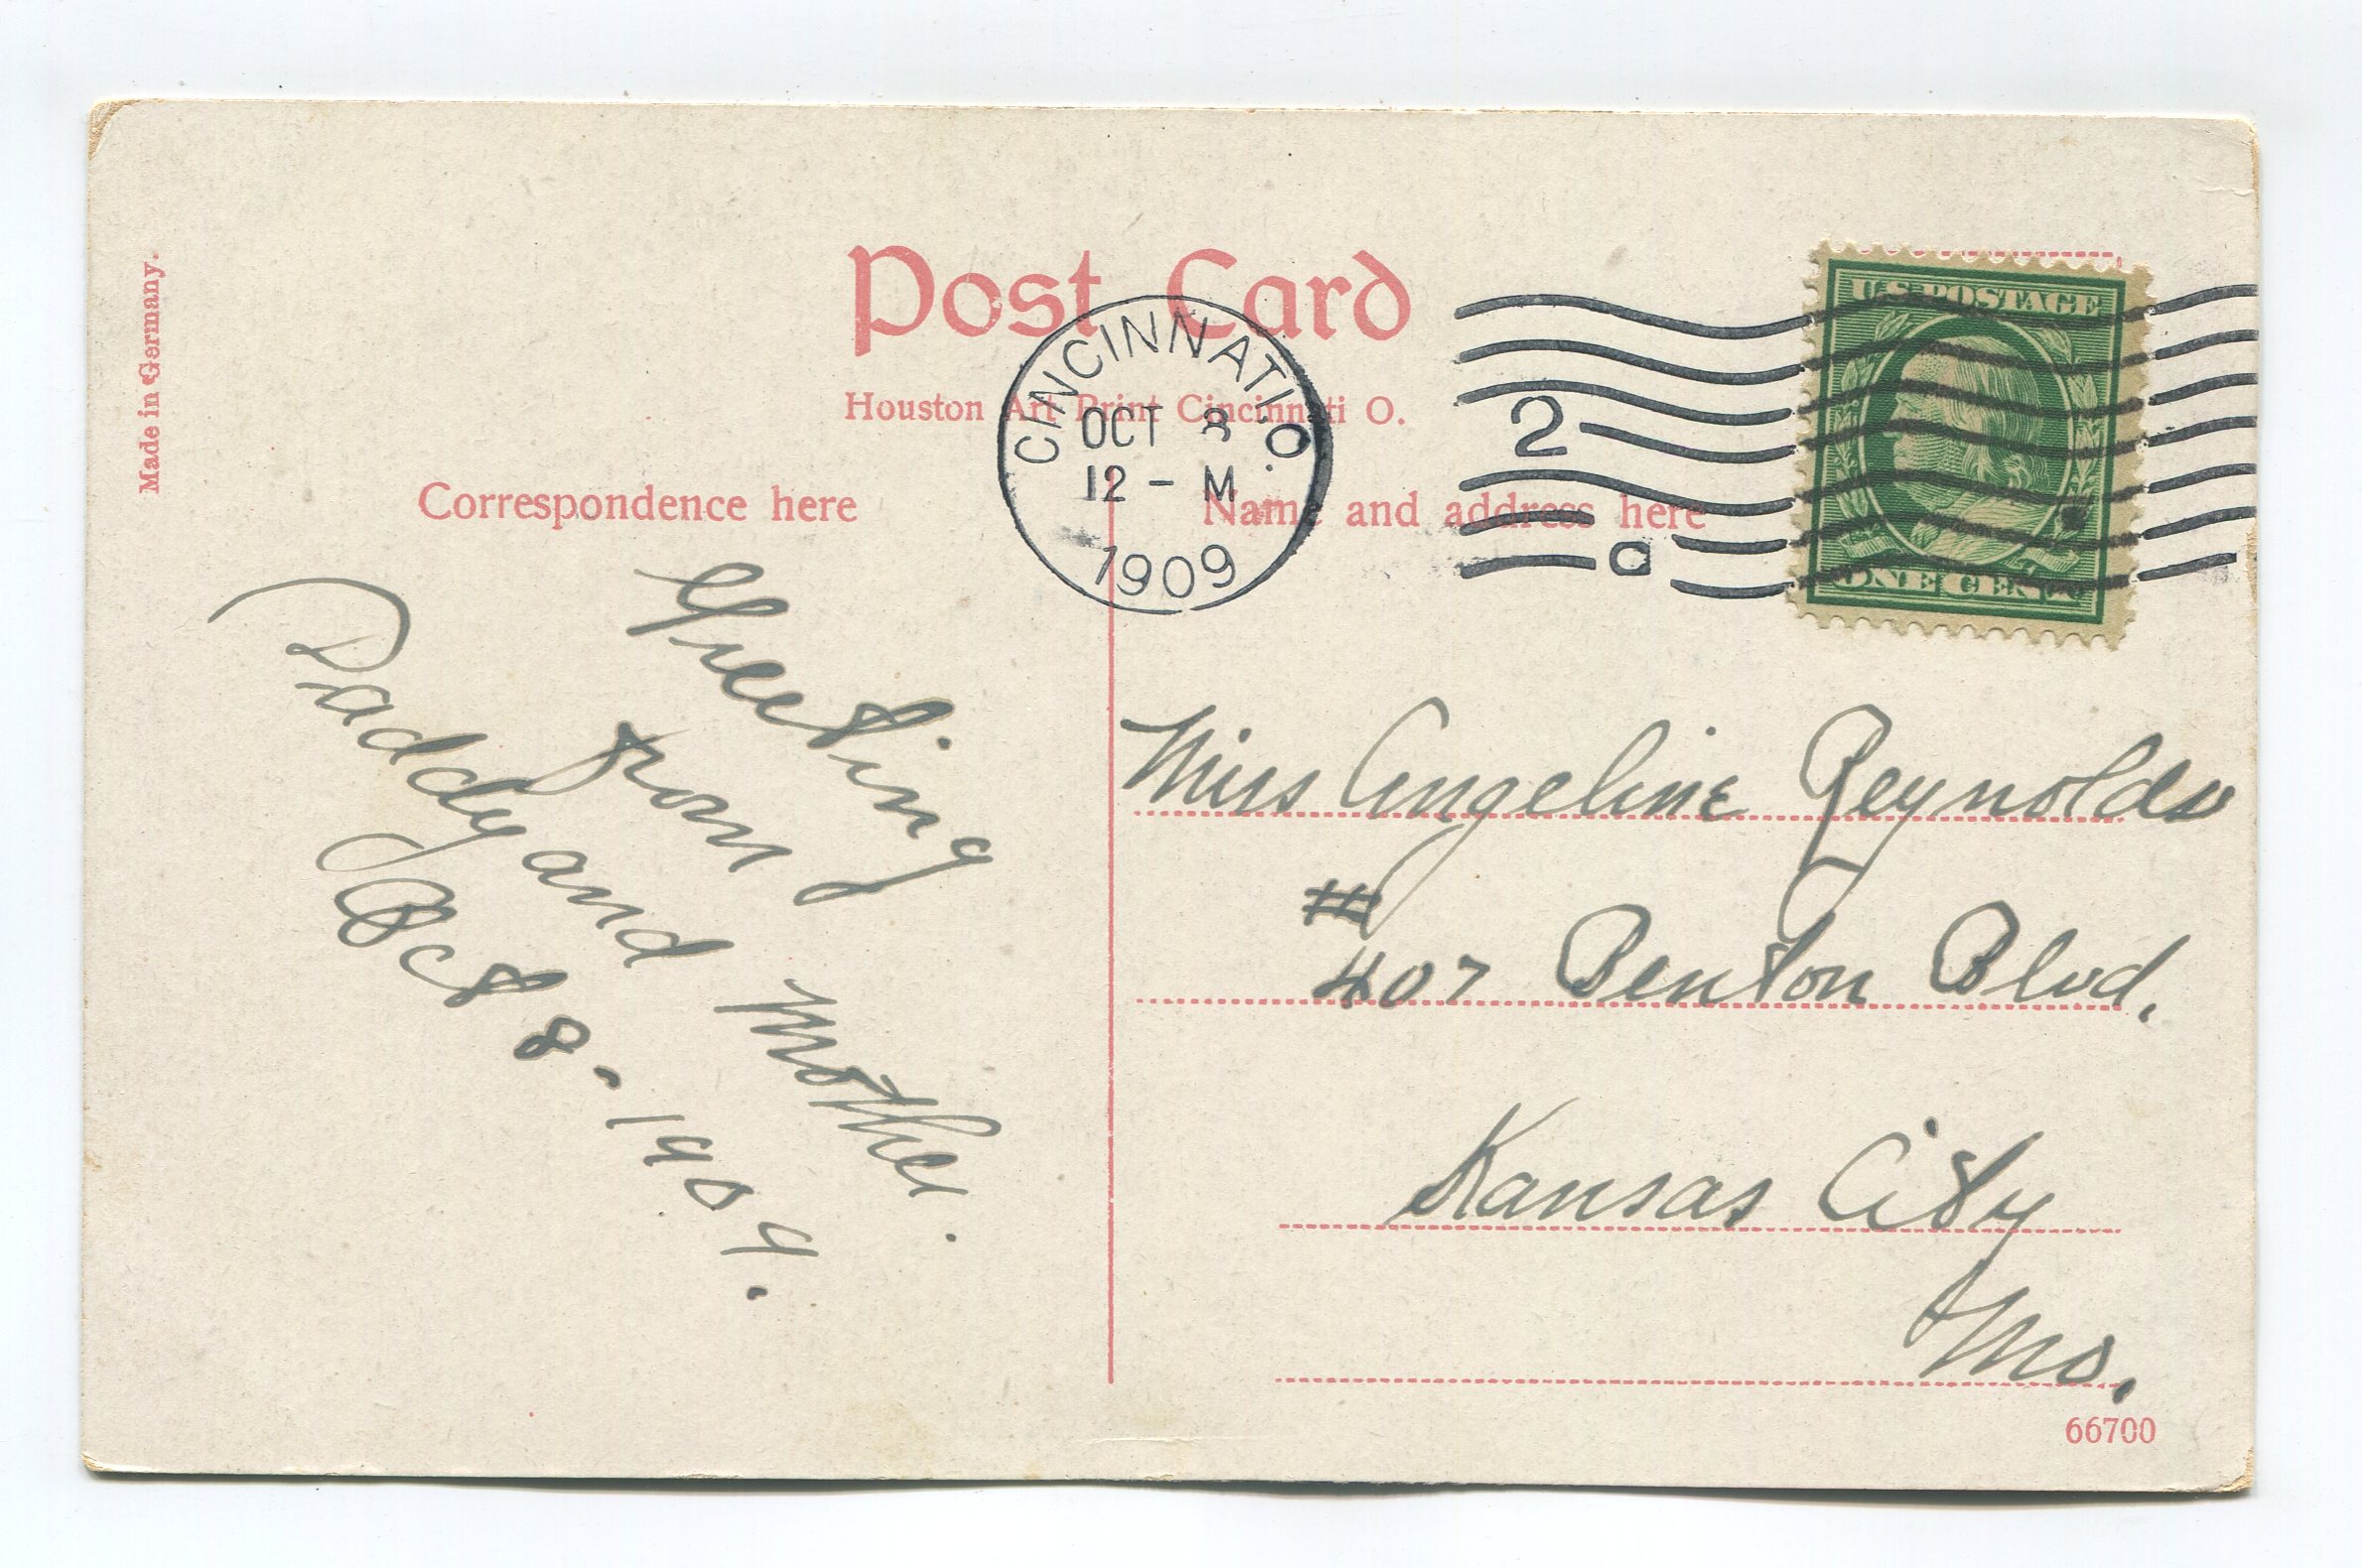 Post Card
Houston Art Print Cincinnati O.
Made in Germany.
Correspondence here
Name and address here
CINCINNATI, O.
OCT 8
12 - M
1909
2
a
U.S. POSTAGE
ONE CENT
Greeting
from
Daddy and Mother.
Oct 8 - 1909.
Miss Angeline Reynolds
#
407 Benton Blvd.
Kansas City
Mo.
66700